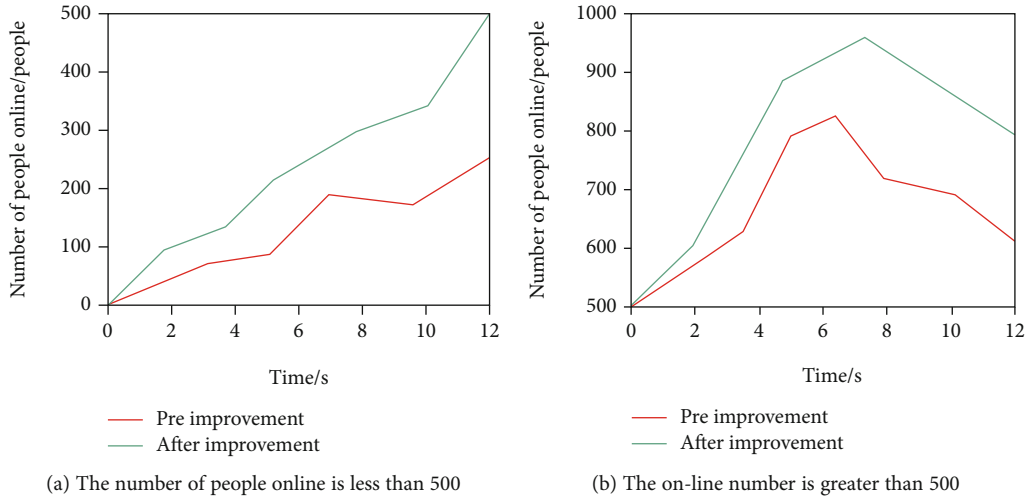 Number of people online/people
500
400
300
200
100
0
0 2 4 6 8 10 12
Time/s
Pre improvement
After improvement
(a) The number of people online is less than 500
Number of people online/people
1000
900
800
700
600
500
0 2 4 6 8 10 12
Time/s
Pre improvement
After improvement
(b) The on-line number is greater than 500